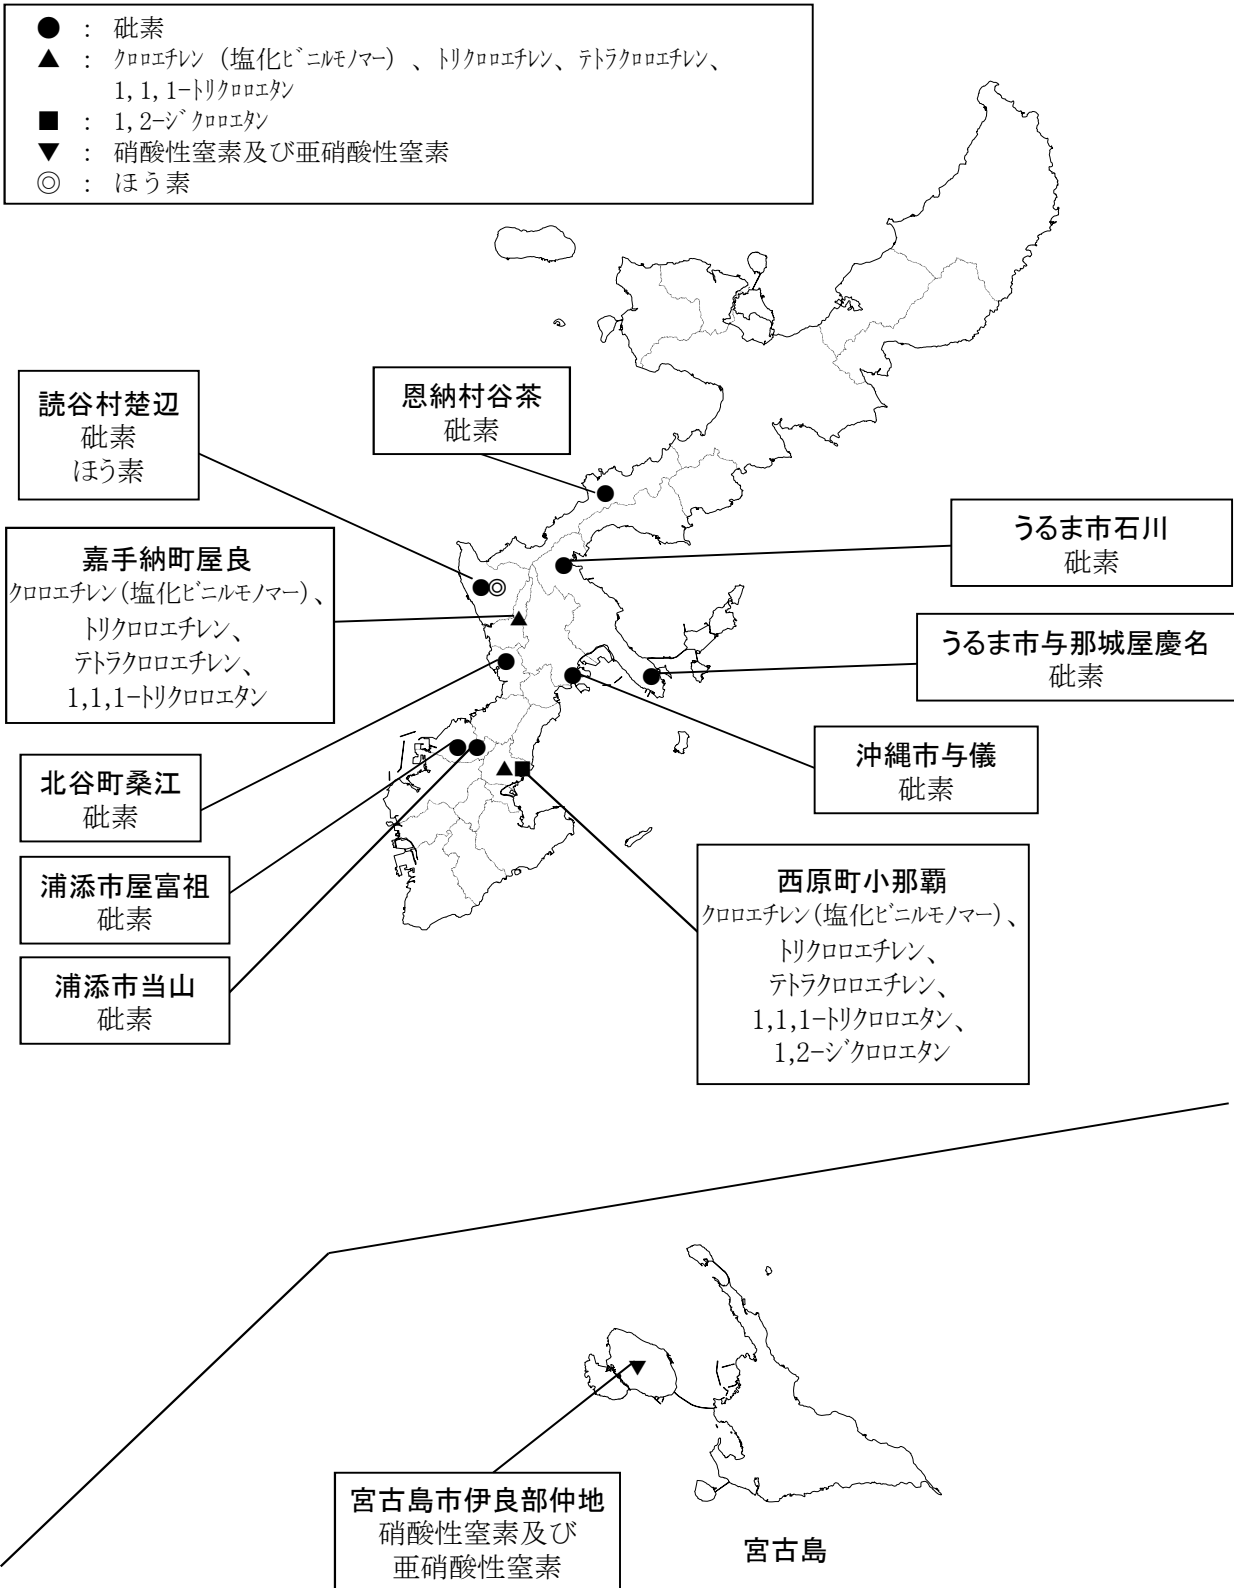 ● : 砒素
▲ : クロロエチレン（塩化ビニルモノマー）、トリクロロエチレン、テトラクロロエチレン、
1,1,1-トリクロロエタン
■ : 1,2-ジクロロエタン
▼ : 硝酸性窒素及び亜硝酸性窒素
◎ : ほう素
読谷村楚辺
砒素
ほう素
恩納村谷茶
砒素
嘉手納町屋良
クロロエチレン(塩化ビニルモノマー)、
トリクロロエチレン、
テトラクロロエチレン、
1,1,1-トリクロロエタン
うるま市石川
砒素
うるま市与那城屋慶名
砒素
北谷町桑江
砒素
沖縄市与儀
砒素
浦添市屋富祖
砒素
浦添市当山
砒素
西原町小那覇
クロロエチレン(塩化ビニルモノマー)、
トリクロロエチレン、
テトラクロロエチレン、
1,1,1-トリクロロエタン、
1,2-ジクロロエタン
宮古島市伊良部仲地
硝酸性窒素及び
亜硝酸性窒素
宮古島